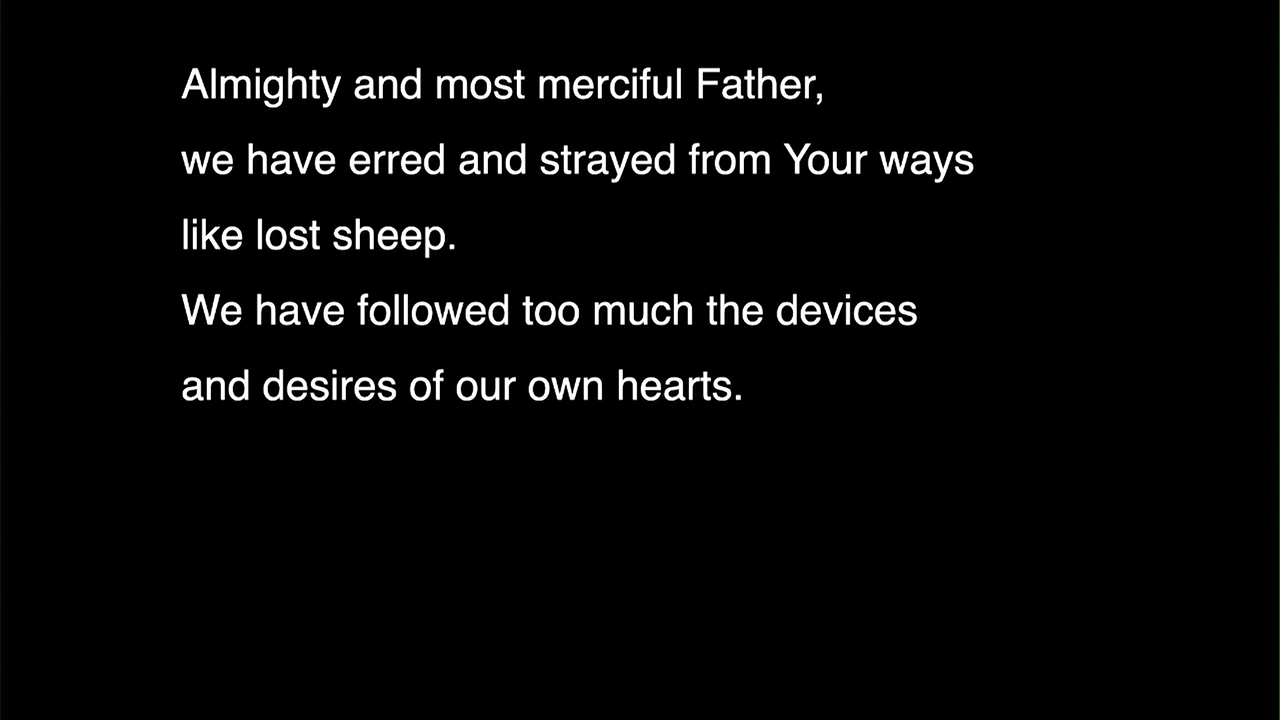 Almighty and most merciful Father,
we have erred and strayed from Your ways
like lost sheep.
We have followed too much the devices
and desires of our own hearts.